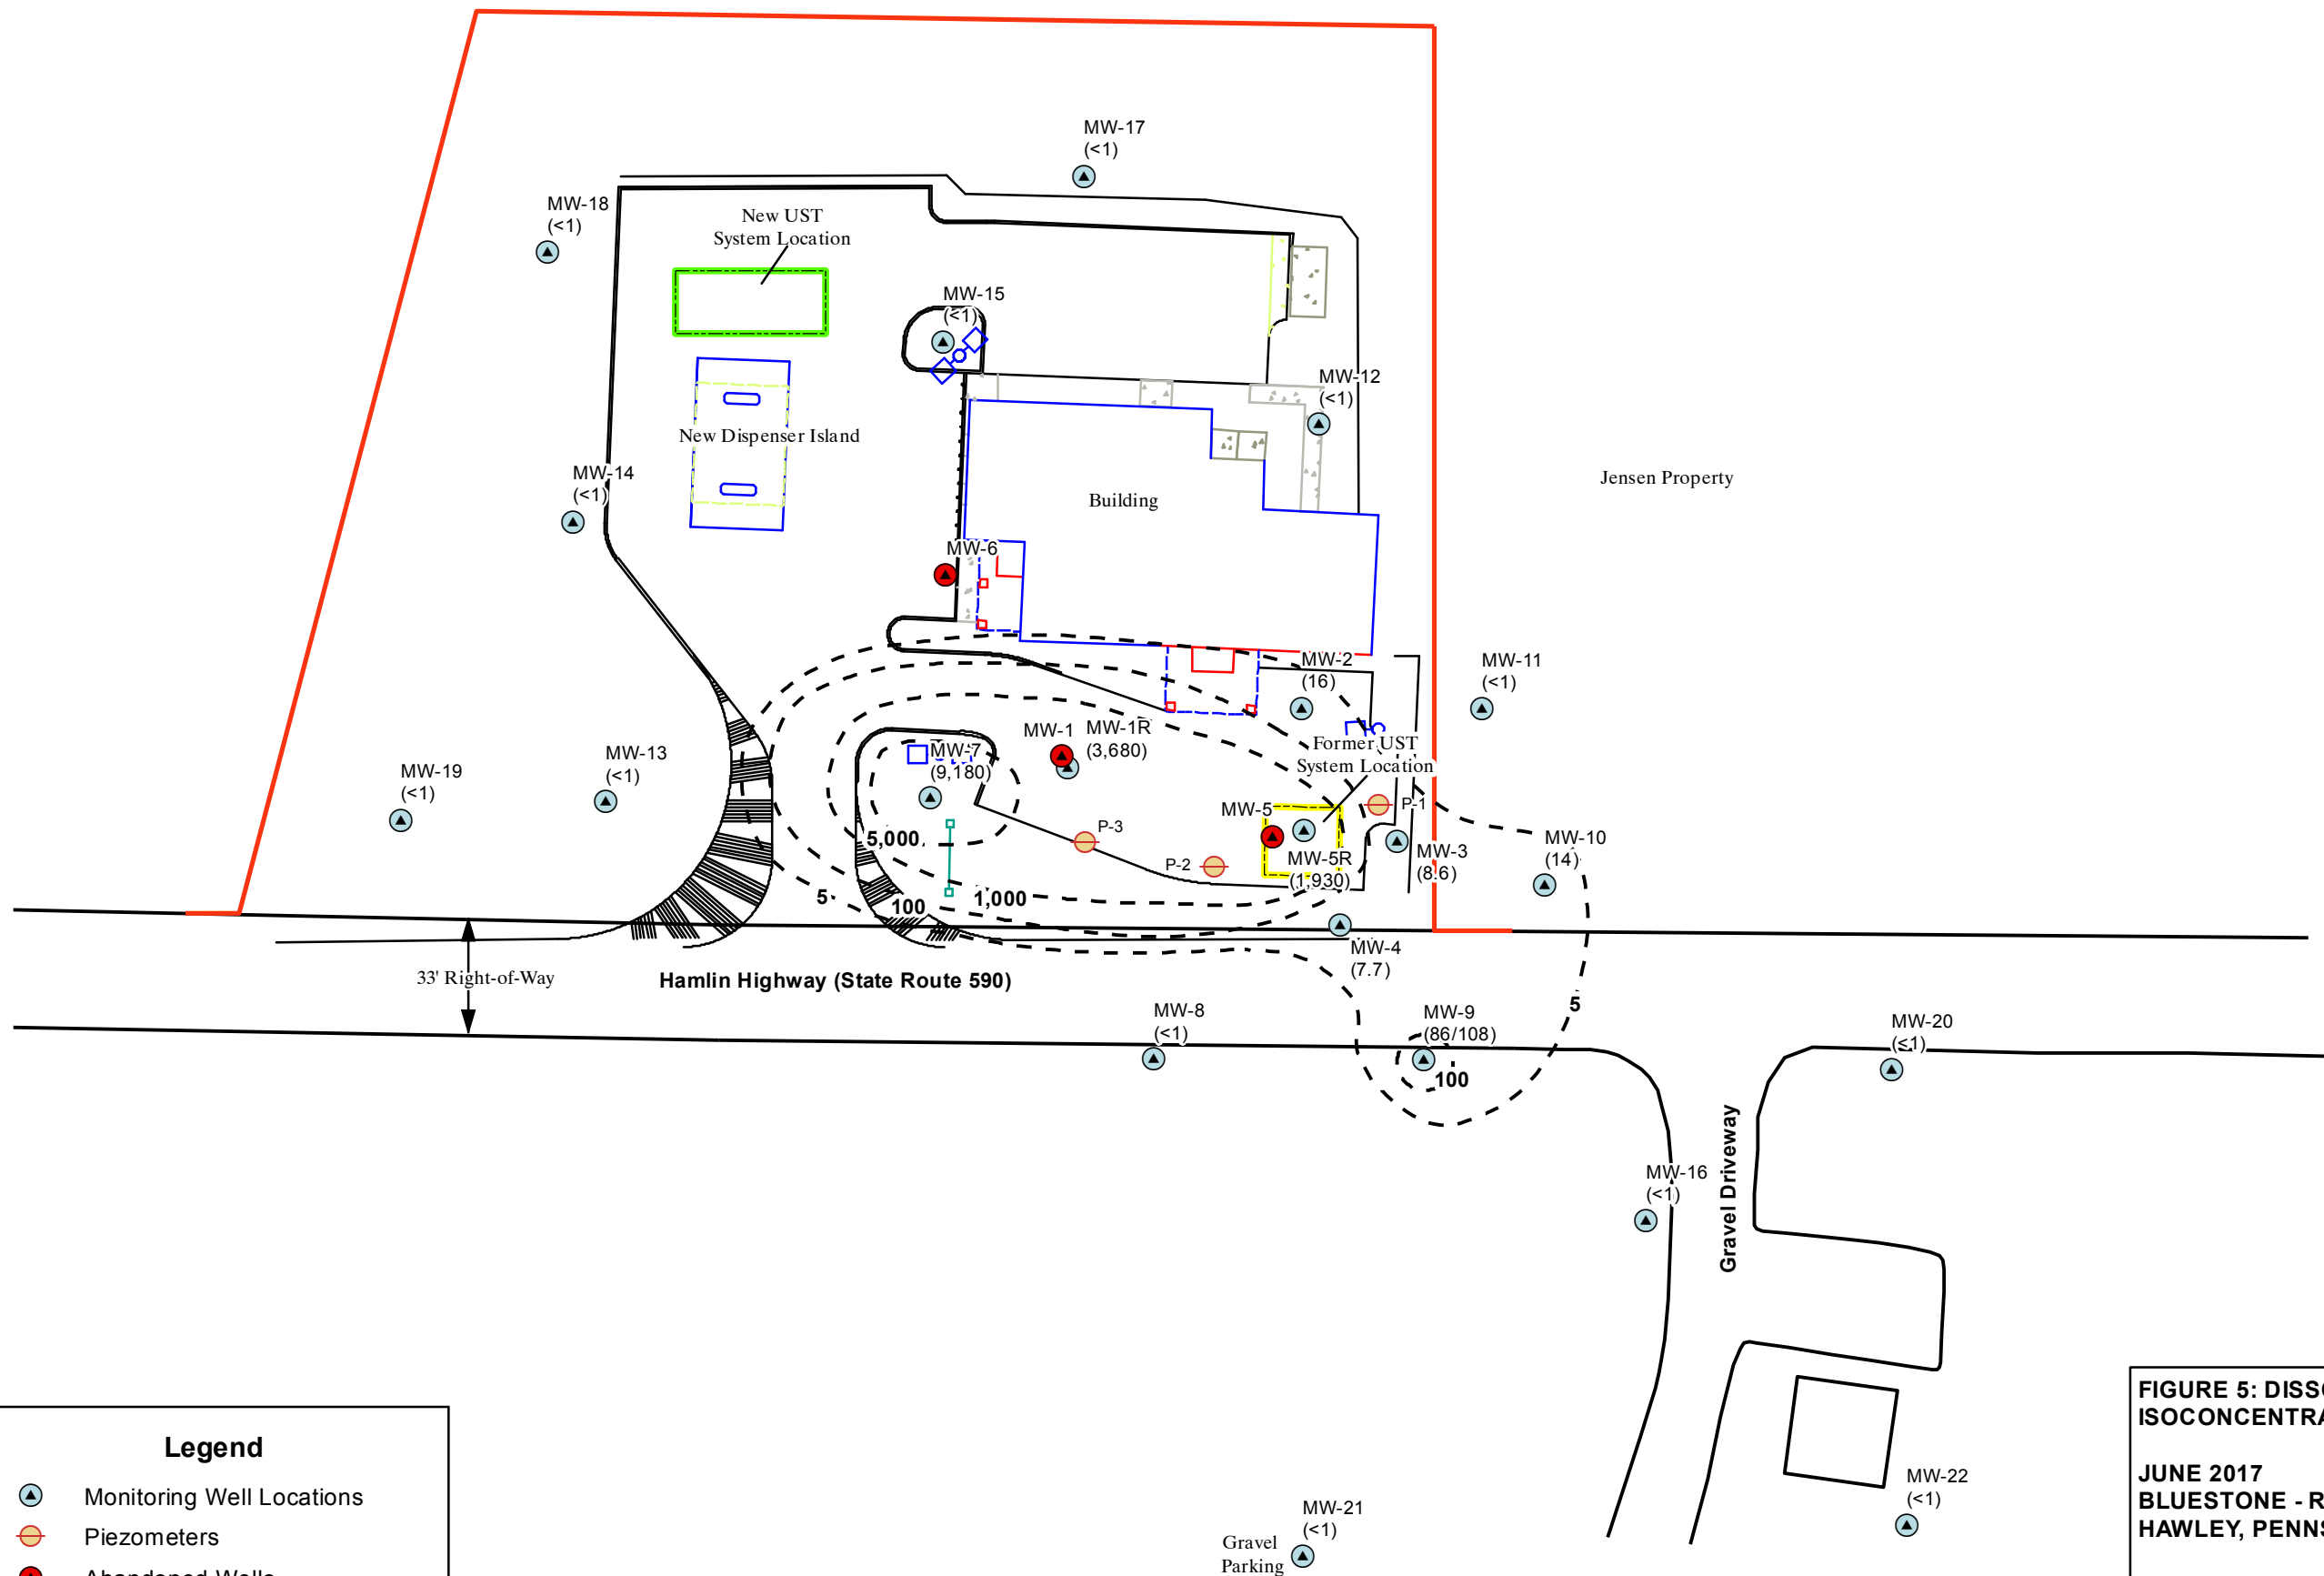 MW-17
(<1)
MW-18
(<1)
New UST
System Location
MW-15
(<1)
MW-12
(<1)
New Dispenser Island
MW-14
(<1)
Building
Jensen Property
MW-6
MW-2
(16)
MW-11
(<1)
MW-1
MW-1R
(3,680)
MW-7
(9,180)
Former UST
System Location
MW-13
(<1)
MW-19
(<1)
MW-5
P-1
P-3
5,000
P-2
MW-5R
(1,930)
MW-3
(8.6)
MW-10
(14)
5
100
1,000
MW-4
(7.7)
33' Right-of-Way
Hamlin Highway (State Route 590)
5
MW-8
(<1)
MW-9
(86/108)
100
MW-20
(<1)
MW-16
(<1)
Gravel Driveway
Legend
Monitoring Well Locations
Piezometers
Abandoned Wells
MW-21
(<1)
Gravel
Parking
MW-22
(<1)
FIGURE 5:
JUNE 2017
BLUESTONE -
HAWLEY,